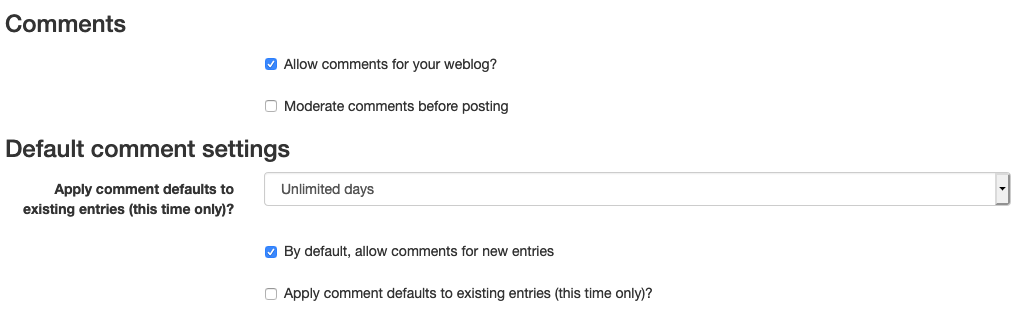 Comments
Allow comments for your weblog?
Moderate comments before posting
Default comment settings
Apply comment defaults to
existing entries (this time only)?
Unlimited days
By default, allow comments for new entries
Apply comment defaults to existing entries (this time only)?